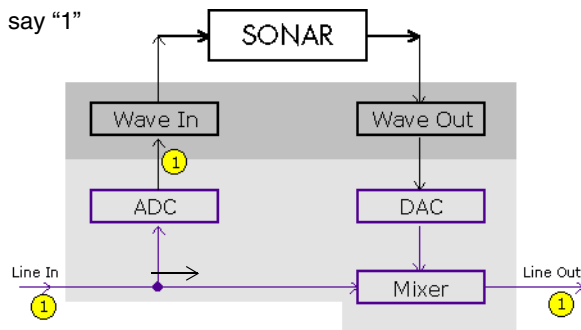 say “1”
SONAR
Wave In
Wave Out
1
ADC
DAC
Line In
Line Out
Mixer
1
1